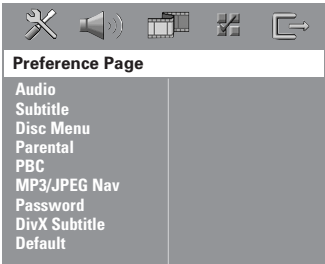 Preference Page
Audio
Subtitle
Disc Menu
Parental
PBC
MP3/JPEG Nav
Password
DivX Subtitle
Default